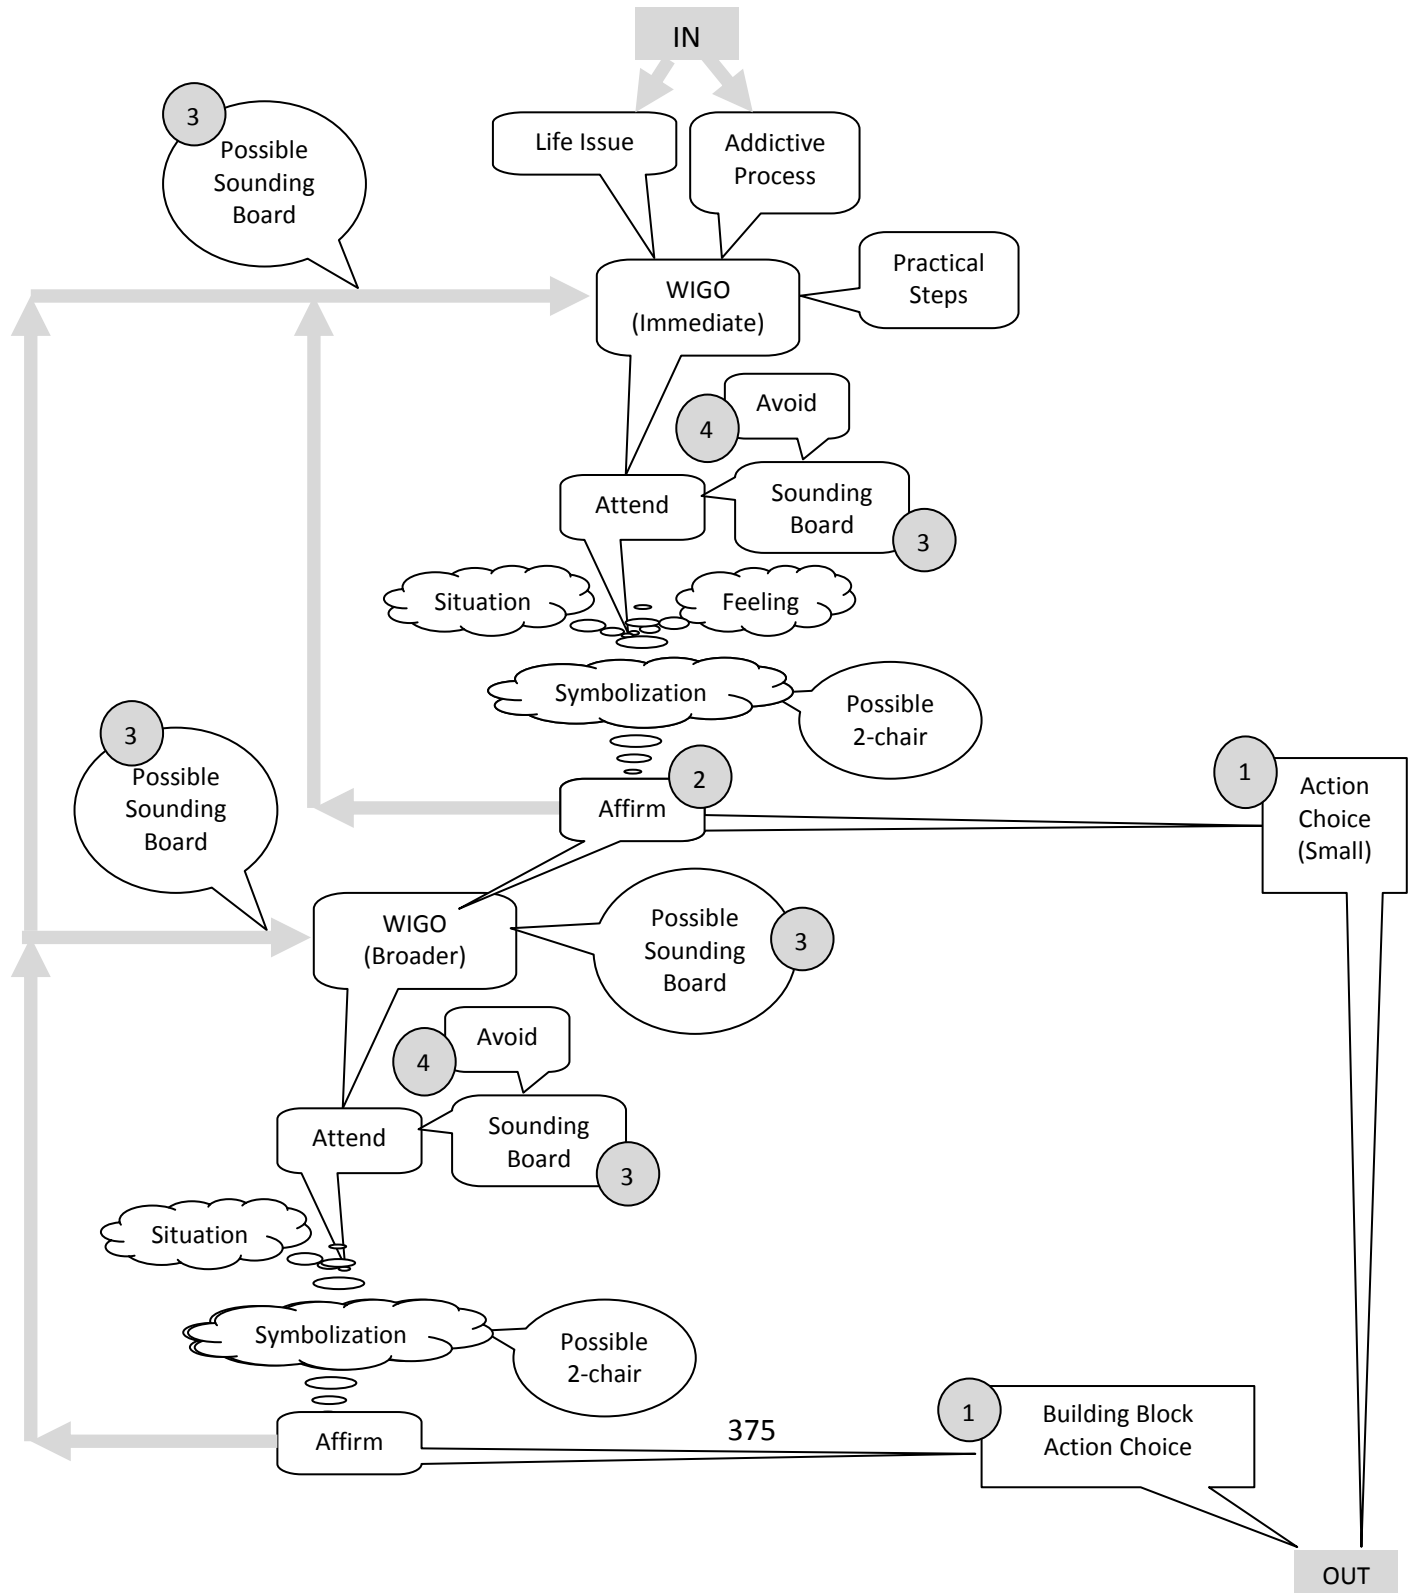 IN
Life Issue
Addictive
Process
3
Possible
Sounding
Board
Practical
Steps
WIGO
(Immediate)
Avoid
4
Attend
Sounding
Board
3
Situation
Feeling
Symbolization
Possible
2-chair
3
Possible
Sounding
Board
2
Affirm
1
Action
Choice
(Small)
WIGO
(Broader)
Possible
Sounding
Board
3
Avoid
4
Attend
Sounding
Board
3
Situation
Symbolization
Possible
2-chair
Affirm
375
1
Building Block
Action Choice
OUT